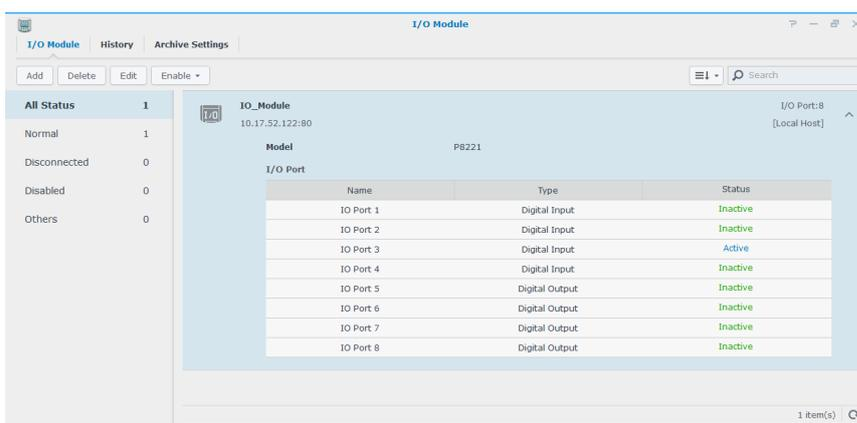 I/O Module
I/O Module History Archive Settings
Add Delete Edit Enable Search
All Status 1
Normal 1
Disconnected 0
Disabled 0
Others 0
I/O
IO_Module I/O Port:8
10.17.52.122:80 [Local Host]
Model P8221
I/O Port
Name Type Status
IO Port 1 Digital Input Inactive
IO Port 2 Digital Input Inactive
IO Port 3 Digital Input Active
IO Port 4 Digital Input Inactive
IO Port 5 Digital Output Inactive
IO Port 6 Digital Output Inactive
IO Port 7 Digital Output Inactive
IO Port 8 Digital Output Inactive
1 item(s)